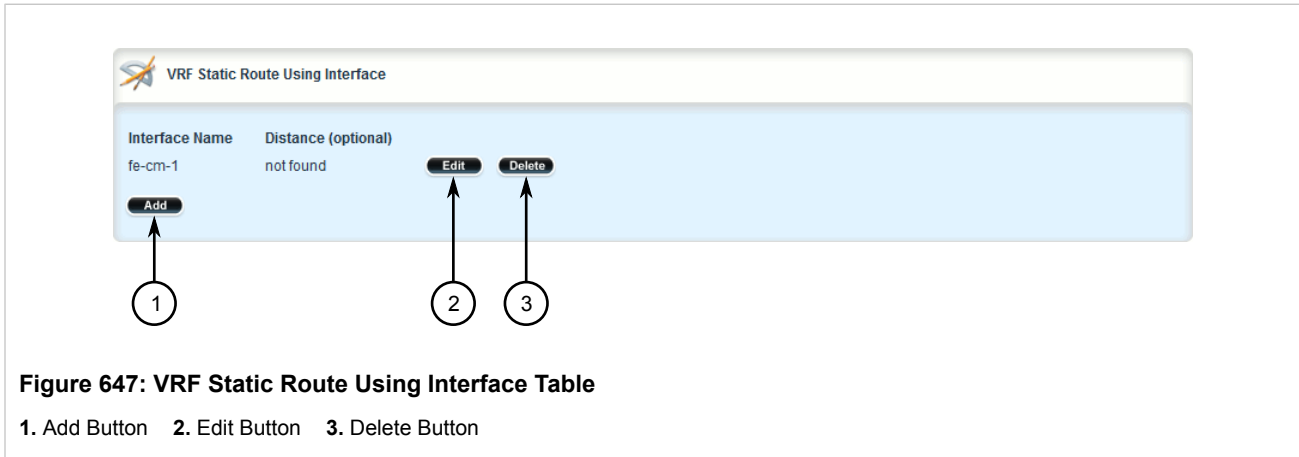 VRF Static Route Using Interface
Interface Name Distance (optional)
fe-cm-1 not found Edit Delete
Add
1 2 3
Figure 647: VRF Static Route Using Interface Table
1. Add Button 2. Edit Button 3. Delete Button